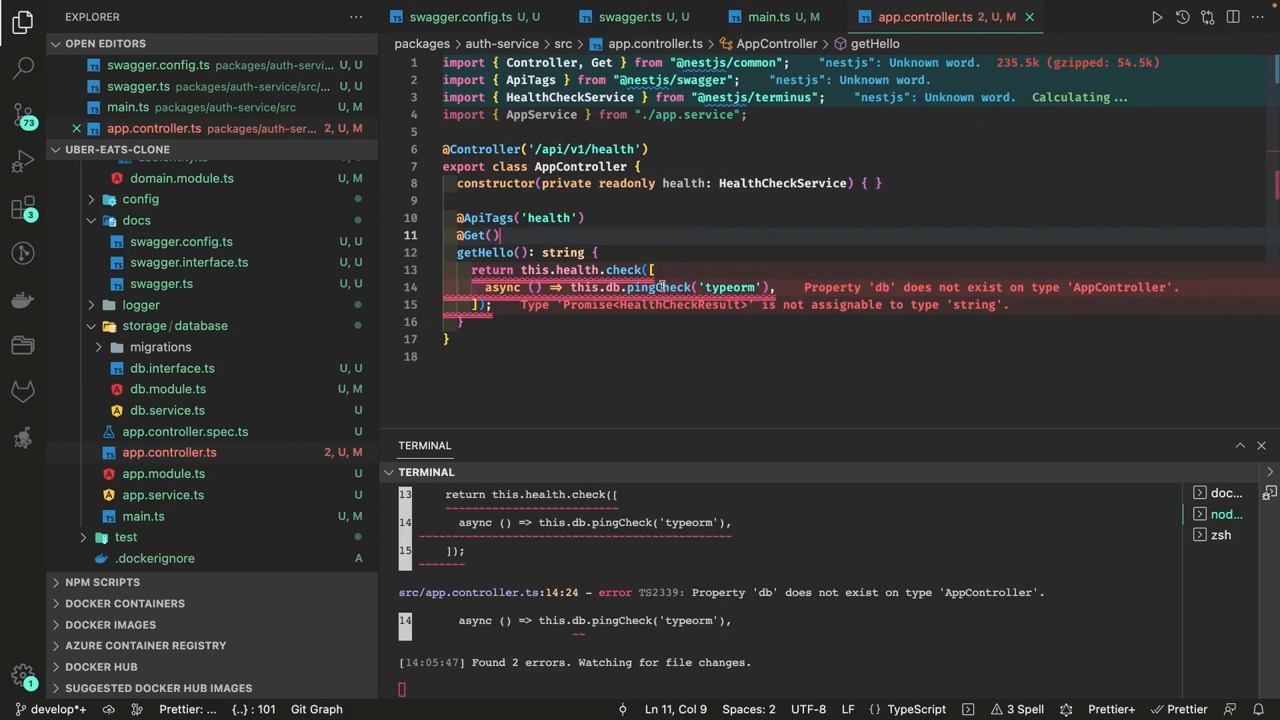 EXPLORER
swagger.config.ts U, U
swagger.ts U, U
main.ts U, M
app.controller.ts 2, U, M
OPEN EDITORS
packages > auth-service > src > app.controller.ts > AppController > getHello
swagger.config.ts packages/auth-servi...
swagger.ts packages/auth-service/src/...
main.ts packages/auth-service/src
app.controller.ts packages/auth-ser... 2, U, M
UBER-EATS-CLONE
domain.module.ts U, M
config
docs
swagger.config.ts U, U
swagger.interface.ts U, U
swagger.ts U, U
logger
storage/database
migrations
db.interface.ts U, M
db.module.ts U, M
db.service.ts U
app.controller.spec.ts U
app.controller.ts 2, U, M
app.module.ts U
app.service.ts U
main.ts U, M
test
.dockerignore A
NPM SCRIPTS
DOCKER CONTAINERS
DOCKER IMAGES
AZURE CONTAINER REGISTRY
DOCKER HUB
SUGGESTED DOCKER HUB IMAGES
73
3
1
1 import { Controller, Get } from "@nestjs/common"; "nestjs": Unknown word. 235.5k (gzipped: 54.5k)
2 import { ApiTags } from "@nestjs/swagger"; "nestjs": Unknown word.
3 import { HealthCheckService } from "@nestjs/terminus"; "nestjs": Unknown word. Calculating...
4 import { AppService } from "./app.service";
5
6 @Controller('/api/v1/health')
7 export class AppController {
8 constructor(private readonly health: HealthCheckService) { }
9
10 @ApiTags('health')
11 @Get()
12 getHello(): string {
13 return this.health.check([
14 async () => this.db.pingCheck('typeorm'), Property 'db' does not exist on type 'AppController'.
15 ]); Type 'Promise<HealthCheckResult>' is not assignable to type 'string'.
16 }
17 }
18
TERMINAL
TERMINAL
13 return this.health.check([
14 async () => this.db.pingCheck('typeorm'),
15 ]);
src/app.controller.ts:14:24 - error TS2339: Property 'db' does not exist on type 'AppController'.
14 async () => this.db.pingCheck('typeorm'),
[14:05:47] Found 2 errors. Watching for file changes.
doc...
nod...
zsh
develop*+ Prettier: ... {..} : 101 Git Graph Ln 11, Col 9 Spaces: 2 UTF-8 LF {} TypeScript 3 Spell Prettier+ Prettier